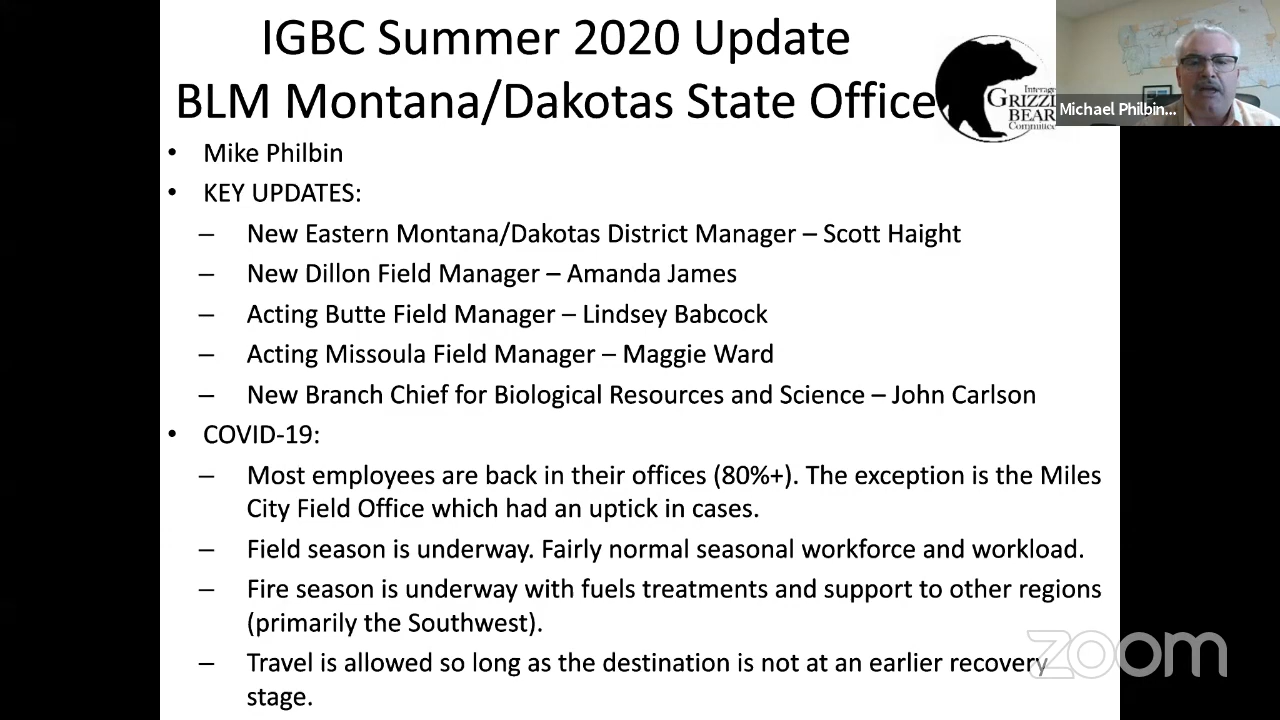 IGBC Summer 2020 Update
BLM Montana/Dakotas State Office
Interage
GRIZZL
BEAR
Committee
Michael Philbin...
• Mike Philbin
• KEY UPDATES:
– New Eastern Montana/Dakotas District Manager – Scott Haight
– New Dillon Field Manager – Amanda James
– Acting Butte Field Manager – Lindsey Babcock
– Acting Missoula Field Manager – Maggie Ward
– New Branch Chief for Biological Resources and Science – John Carlson
• COVID-19:
– Most employees are back in their offices (80%+). The exception is the Miles
City Field Office which had an uptick in cases.
– Field season is underway. Fairly normal seasonal workforce and workload.
– Fire season is underway with fuels treatments and support to other regions
(primarily the Southwest).
– Travel is allowed so long as the destination is not at an earlier recovery
stage.
zoom